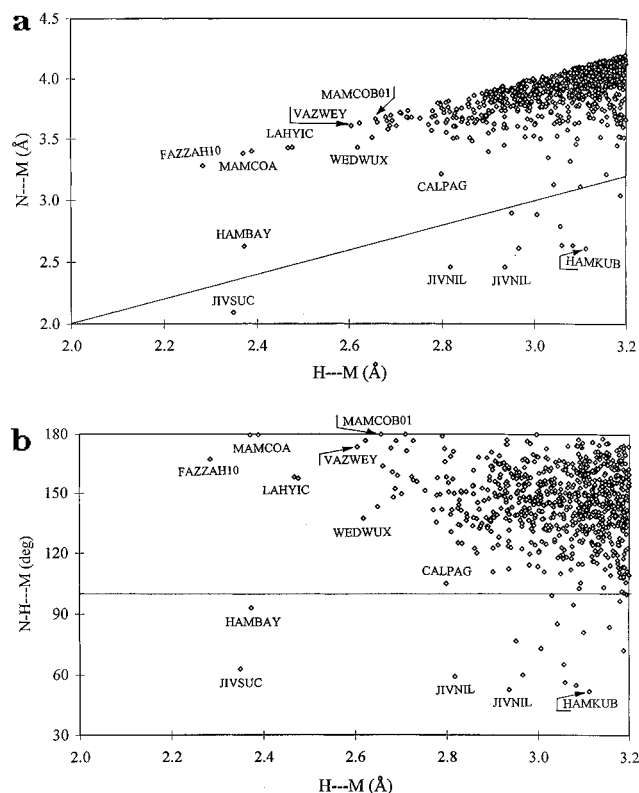 a
4.5
4.0
3.5
3.0
2.5
2.0
N---M (Å)
MAMCOB01
VAZWEY
LAHYIC
FAZZAH10
MAMCOA
WEDWUX
CALPAG
HAMBAY
JIVSUC
JIVNIL
JIVNIL
HAMKUB
2.0 2.2 2.4 2.6 2.8 3.0 3.2
H---M (Å)
b
180
150
120
90
60
30
N-H---M (deg)
MAMCOB01
MAMCOA
VAZWEY
FAZZAH10
LAHYIC
WEDWUX
CALPAG
HAMBAY
JIVSUC
JIVNIL
JIVNIL
HAMKUB
2.0 2.2 2.4 2.6 2.8 3.0 3.2
H---M (Å)